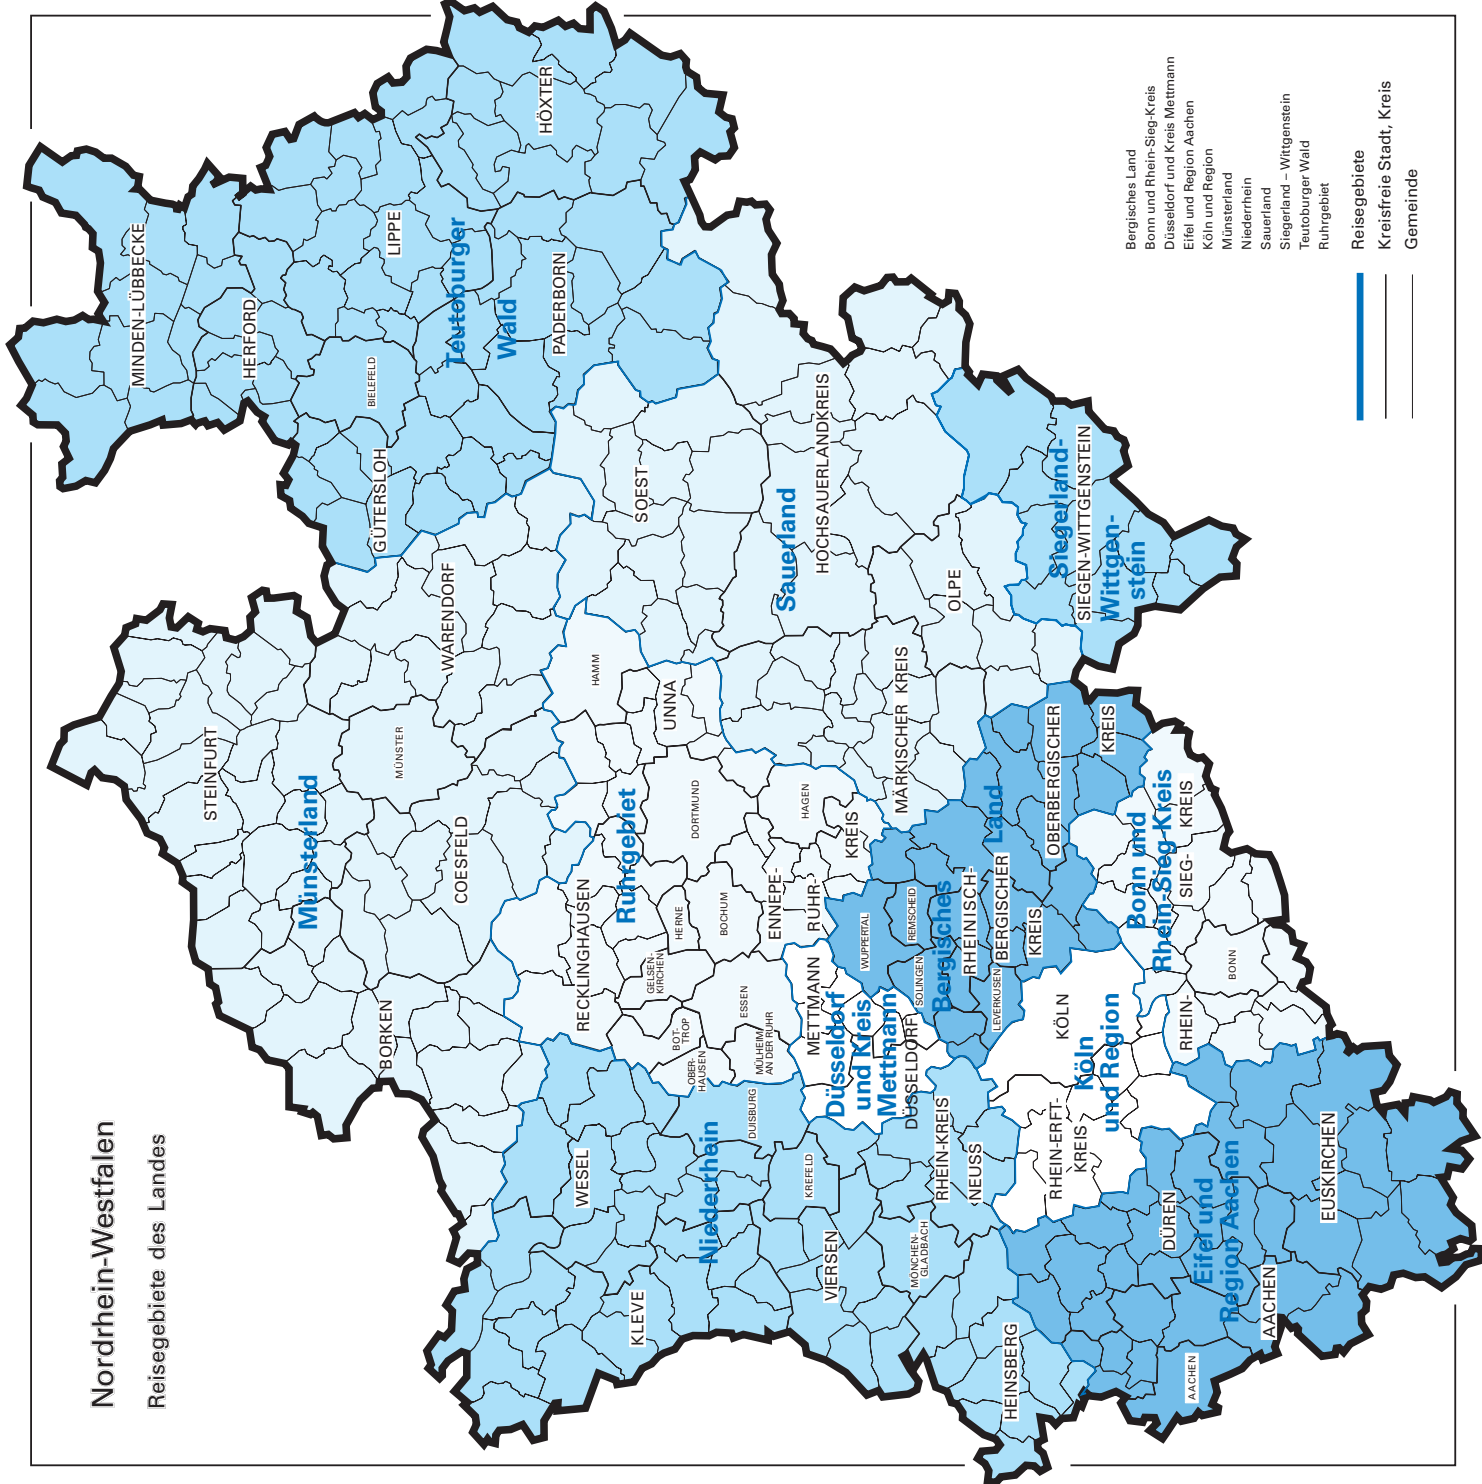 Nordrhein-Westfalen
Reisegebiete des Landes
STEINFURT
Münsterland
MÜNSTER
BORKEN
COESFELD
WARENDORF
MINDEN-LÜBBECKE
HERFORD
BIELEFELD
GÜTERSLOH
LIPPE
Teutoburger
Wald
HÖXTER
PADERBORN
KLEVE
WESEL
Niederrhein
DUISBURG
KREFELD
VIERSEN
MÖNCHEN-
GLADBACH
RHEIN-KREIS
NEUSS
HEINSBERG
RECKLINGHAUSEN
Ruhrgebiet
BOT-
TROP
GELSEN-
KIRCHEN
OBER-
HAUSEN
MÜLHEIM
AN DER RUHR
ESSEN
HERNE
BOCHUM
DORTMUND
HAMM
UNNA
HAGEN
ENNEPE-
RUHR-
KREIS
SOEST
Sauerland
HOCHSAUERLANDKREIS
MÄRKISCHER KREIS
OLPE
Siegerland-
SIEGEN-WITTGENSTEIN
Wittgen-
stein
METTMANN
Düsseldorf
und Kreis
Mettmann
DÜSSELDORF
WUPPERTAL
REMSCHEID
SOLINGEN
Bergisches
Land
RHEINISCH-
BERGISCHER
KREIS
LEVERKUSEN
OBERBERGISCHER
KREIS
KÖLN
Köln
und Region
RHEIN-ERFT-
KREIS
Bonn und
Rhein-Sieg-Kreis
RHEIN-
SIEG-
KREIS
BONN
DÜREN
Eifel und
Region Aachen
AACHEN
AACHEN
EUSKIRCHEN
Bergisches Land
Bonn und Rhein-Sieg-Kreis
Düsseldorf und Kreis Mettmann
Eifel und Region Aachen
Köln und Region
Münsterland
Niederrhein
Sauerland
Siegerland – Wittgenstein
Teutoburger Wald
Ruhrgebiet
Reisegebiete
Kreisfreie Stadt, Kreis
Gemeinde